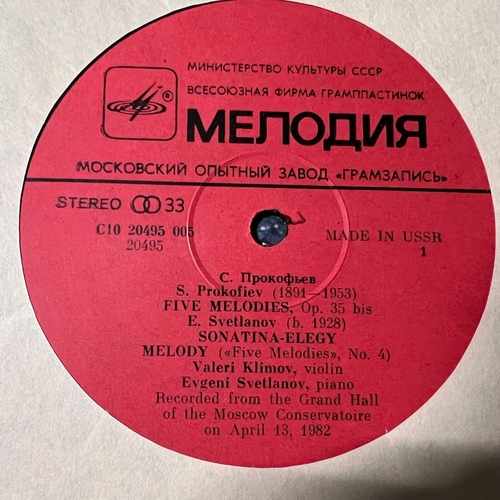 МИНИСТЕРСТВО КУЛЬТУРЫ СССР
ВСЕСОЮЗНАЯ ФИРМА ГРАМПЛАСТИНОК
МЕЛОДИЯ
МОСКОВСКИЙ ОПЫТНЫЙ ЗАВОД «ГРАМЗАПИСЬ»
STEREO 33
С10 20495 005
20495
MADE IN USSR
1
С. Прокофьев
S. Prokofiev (1891—1953)
FIVE MELODIES, Op. 35 bis
E. Svetlanov (b. 1928)
SONATINA-ELEGY
MELODY («Five Melodies», No. 4)
Valeri Klimov, violin
Evgeni Svetlanov, piano
Recorded from the Grand Hall
of the Moscow Conservatoire
on April 13, 1982